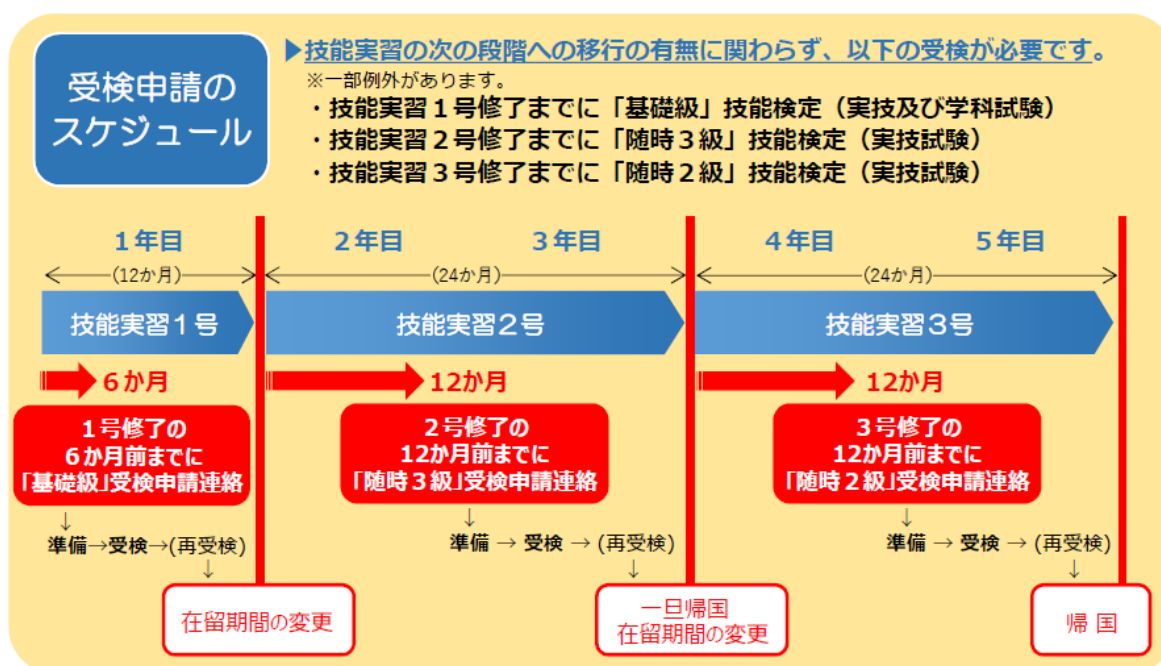 受検申請の
スケジュール
▶技能実習の次の段階への移行の有無に関わらず、以下の受検が必要です。
※一部例外があります。
・技能実習１号修了までに「基礎級」技能検定（実技及び学科試験）
・技能実習２号修了までに「随時３級」技能検定（実技試験）
・技能実習３号修了までに「随時２級」技能検定（実技試験）
１年目 ２年目 ３年目 ４年目 ５年目
(12か月) (24か月) (24か月)
技能実習１号 技能実習２号 技能実習３号
６か月 12か月 12か月
１号修了の
６か月前までに
「基礎級」受検申請連絡
２号修了の
12か月前までに
「随時３級」受検申請連絡
３号修了の
12か月前までに
「随時２級」受検申請連絡
↓ ↓ ↓
準備→受検→(再受検) 準備 → 受検 → (再受検) 準備 → 受検 → (再受検)
↓ ↓ ↓
在留期間の変更
一旦帰国
在留期間の変更
帰 国